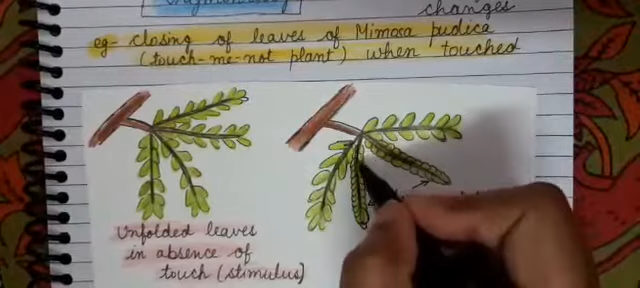 changes
eg- closing of leaves of Mimosa pudica
(touch-me-not plant) when touched
Unfolded leaves
in absence of
touch (stimulus)